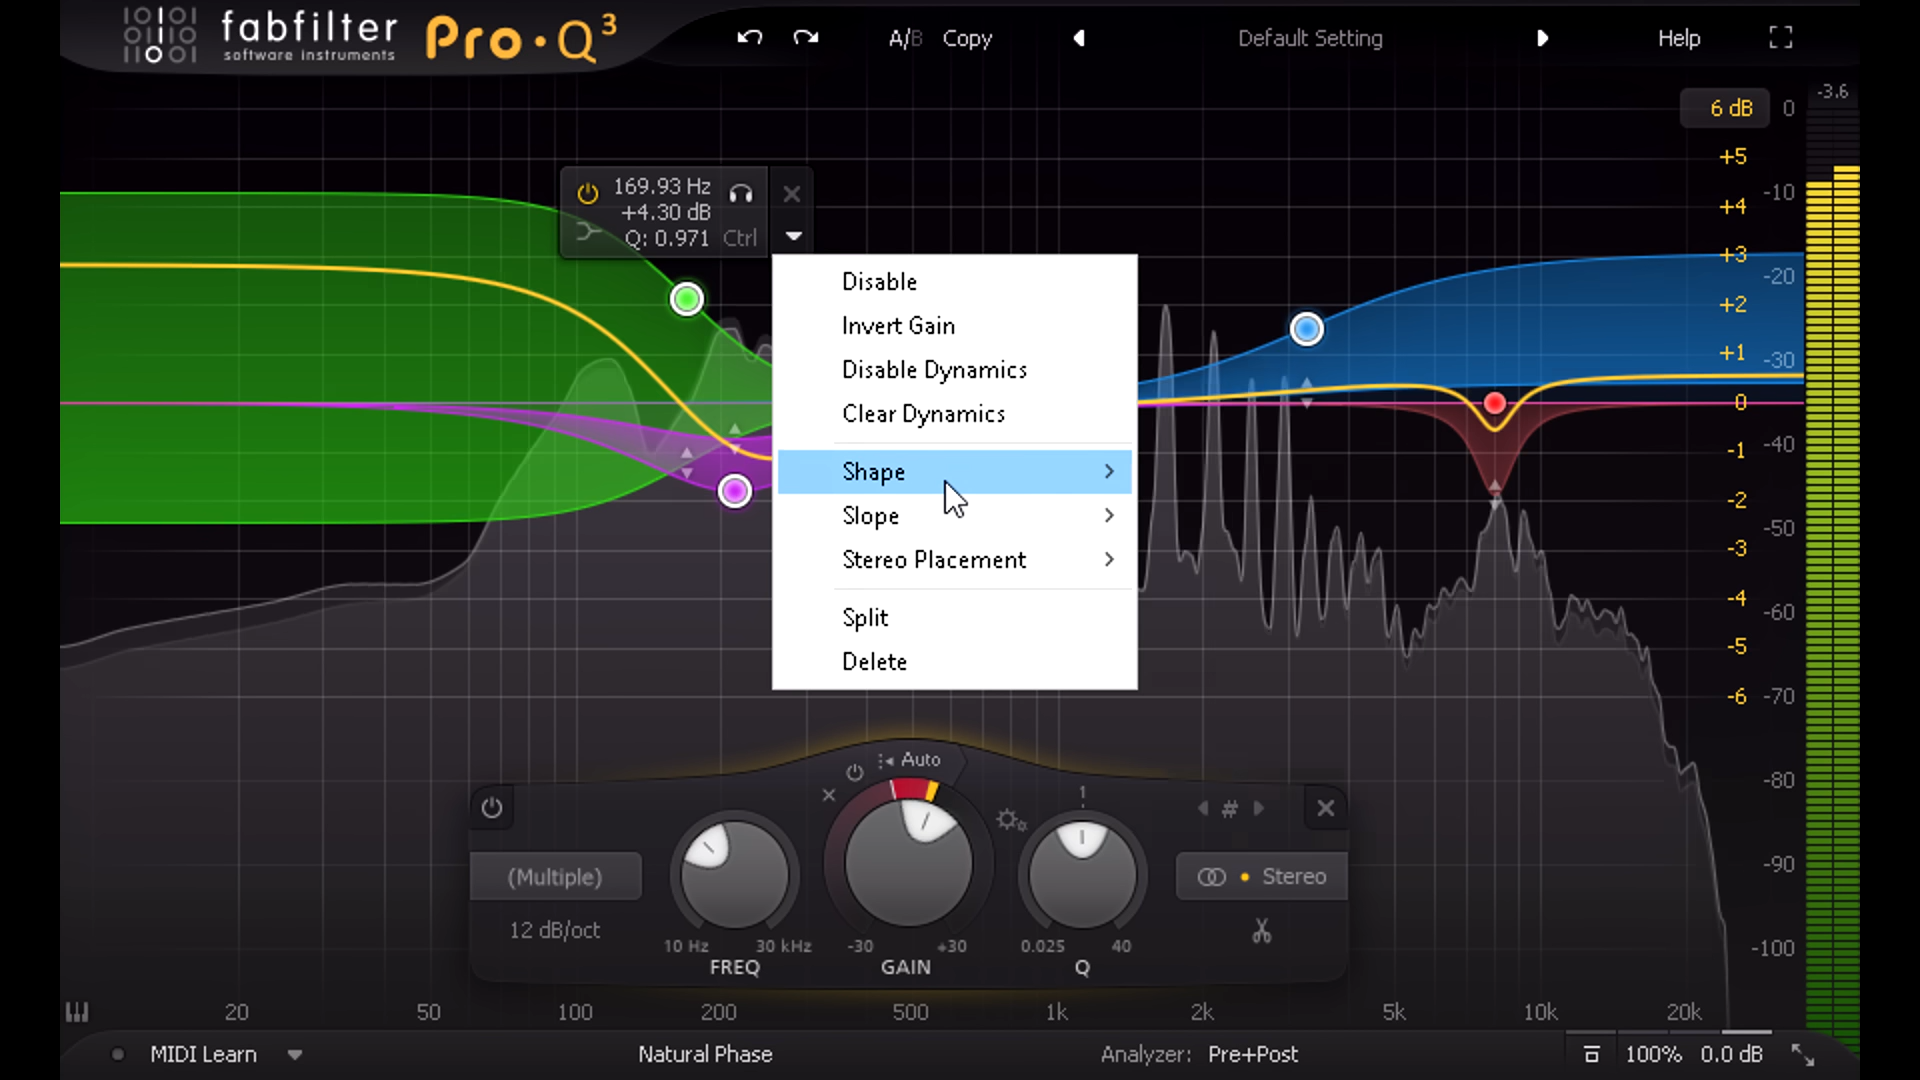 fabfilter
software instruments
Pro·Q³
A/B Copy
Default Setting
Help
-3.6
6 dB 0
+5
169.93 Hz
+4.30 dB
Q: 0.971 Ctrl
-10
+4
+3
-20
+2
+1
-30
0
-40
-1
-2
-50
-3
-4
-60
-5
-6
-70
-80
-90
-100
Disable
Invert Gain
Disable Dynamics
Clear Dynamics
Shape
Slope
Stereo Placement
Split
Delete
Auto
1
#
(Multiple)
Stereo
12 dB/oct
10 Hz 30 kHz
-30 +30
0.025 40
FREQ
GAIN
Q
20 50 100 200 500 1k 2k 5k 10k 20k
MIDI Learn
Natural Phase
Analyzer: Pre+Post
100% 0.0 dB